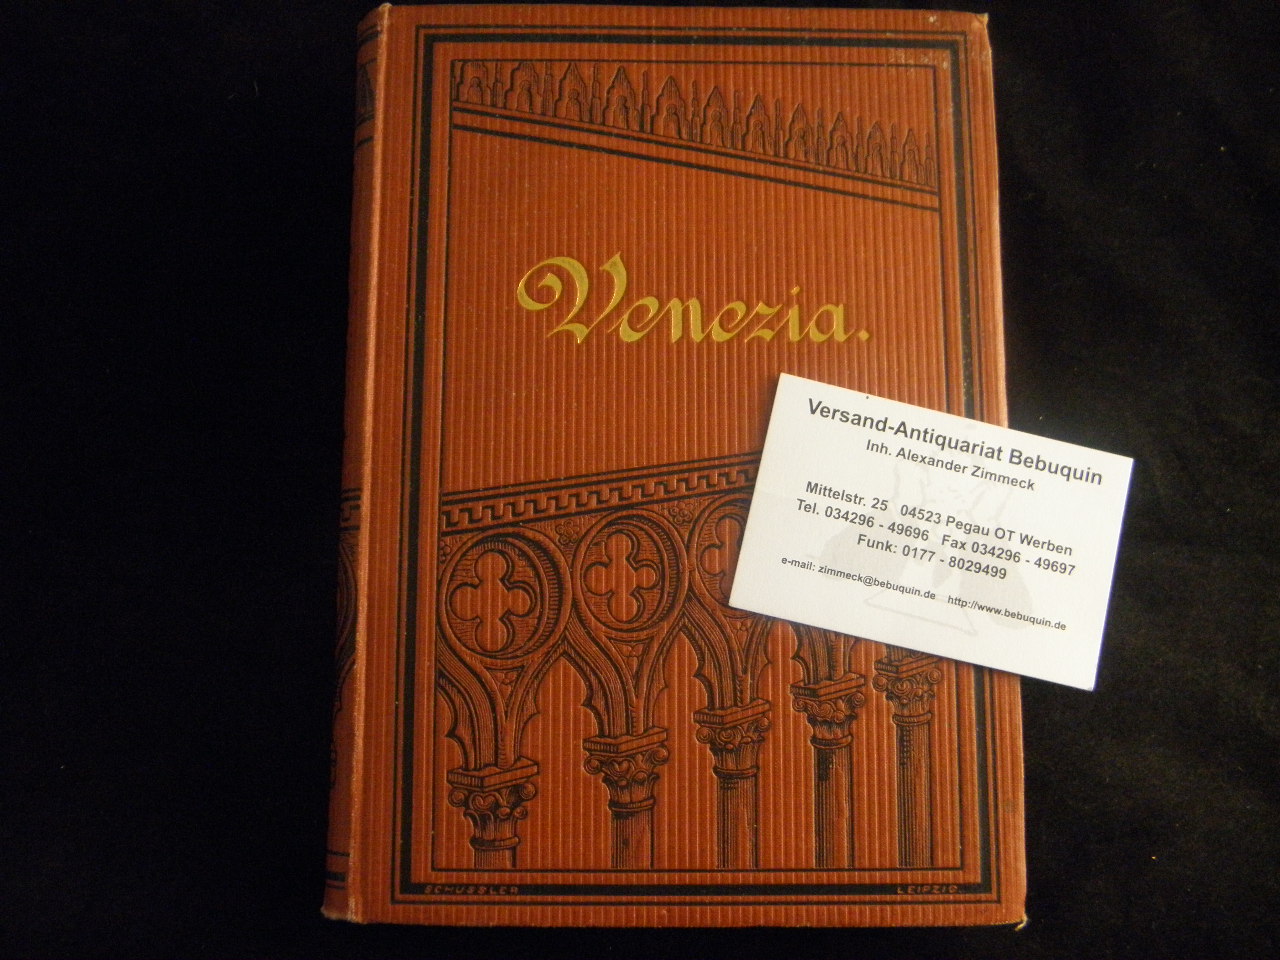 Venezia.
Versand-Antiquariat Bebuquin
Inh. Alexander Zimmeck
Mittelstr. 25 04523 Pegau OT Werben
Tel. 034296 - 49696 Fax 034296 - 49697
Funk: 0177 - 8029499
e-mail: zimmeck@bebuquin.de http://www.bebuquin.de
SCHUSSLER LEIPZIG